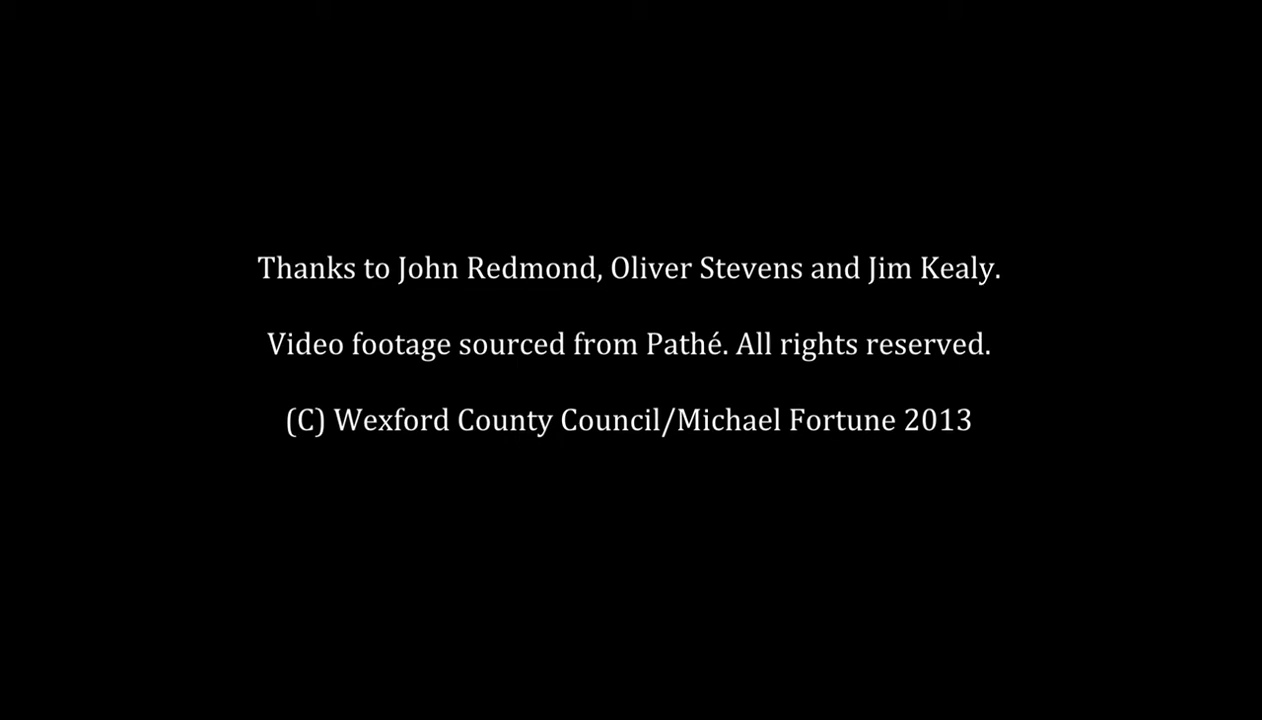 Thanks to John Redmond, Oliver Stevens and Jim Kealy.
Video footage sourced from Pathé. All rights reserved.
(C) Wexford County Council/Michael Fortune 2013